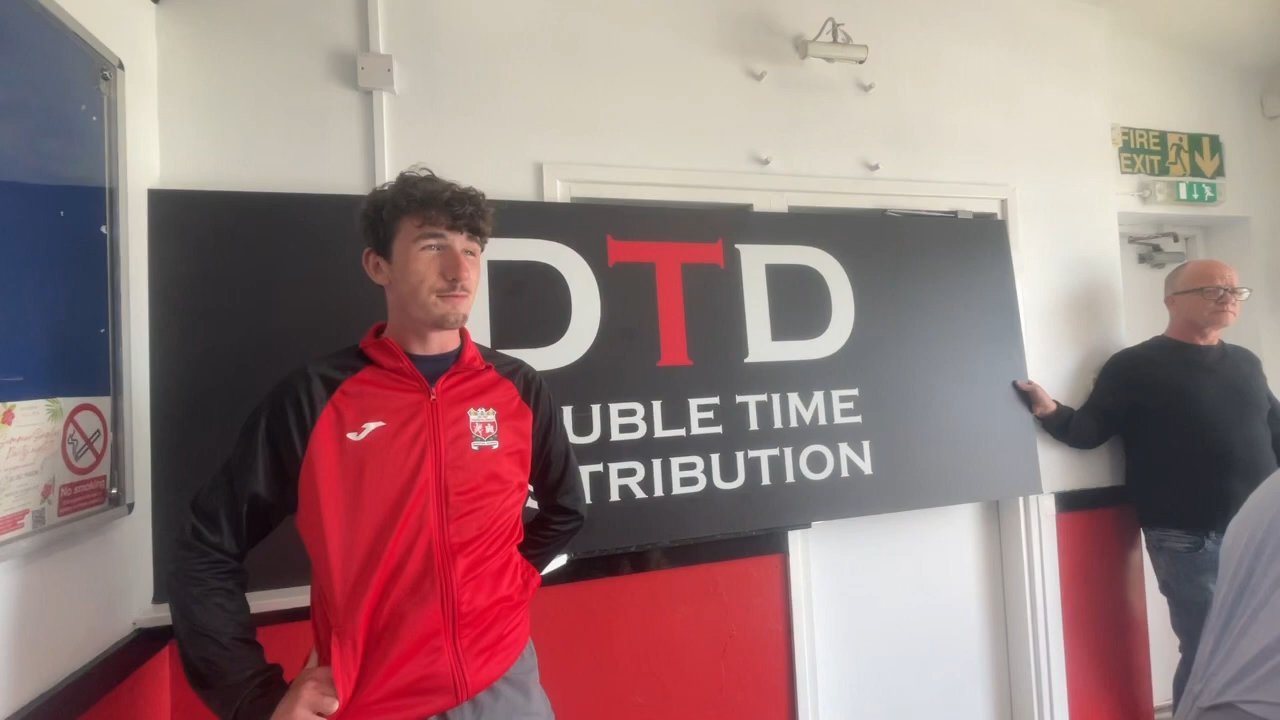 DTD
UBLE TIME
TRIBUTION
FIRE
EXIT
No smoking